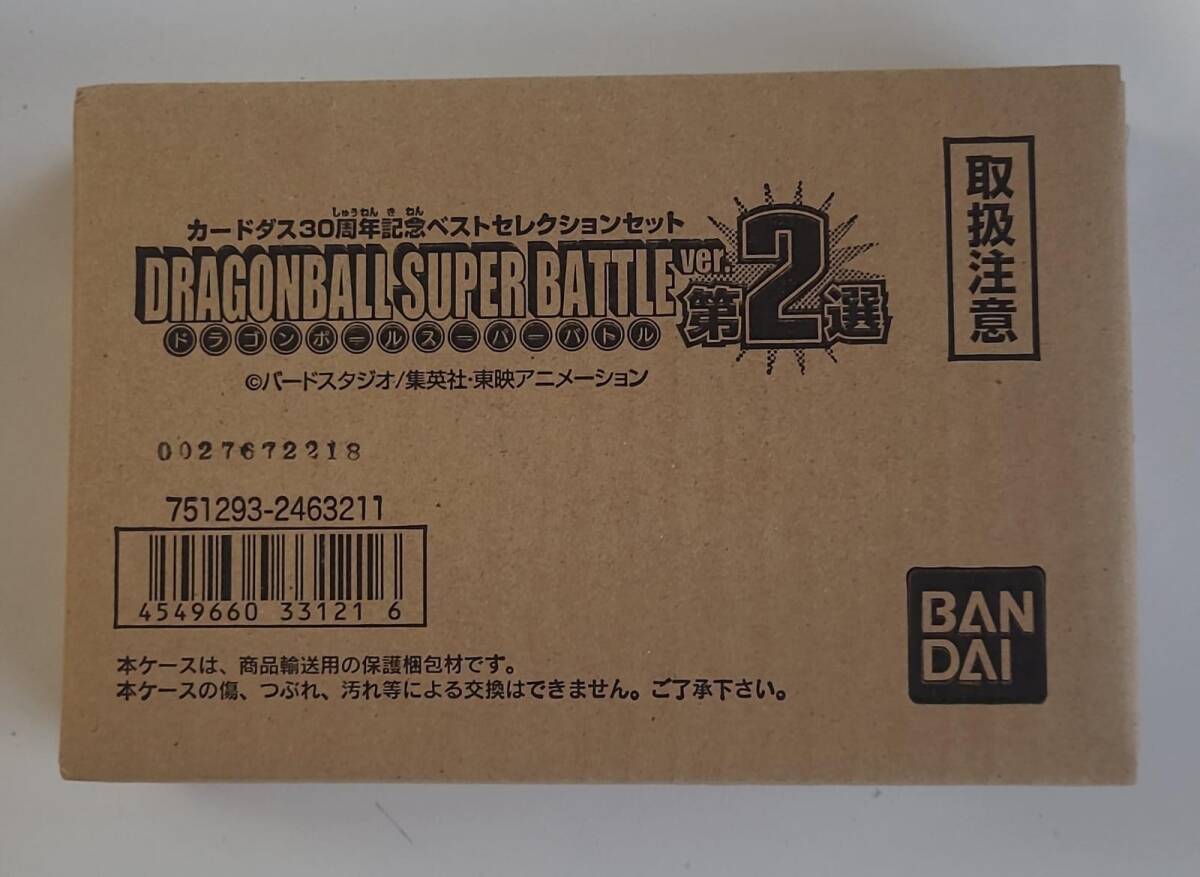 しゅうねん き ねん
カードダス30周年記念ベストセレクションセット
DRAGONBALL SUPER BATTLE ver.
第2選
ドラゴンボールスーパーバトル
©バードスタジオ/集英社・東映アニメーション
取扱注意
0027672218
751293-2463211
4549660 33121 6
BAN
DAI
本ケースは、商品輸送用の保護梱包材です。
本ケースの傷、つぶれ、汚れ等による交換はできません。ご了承下さい。